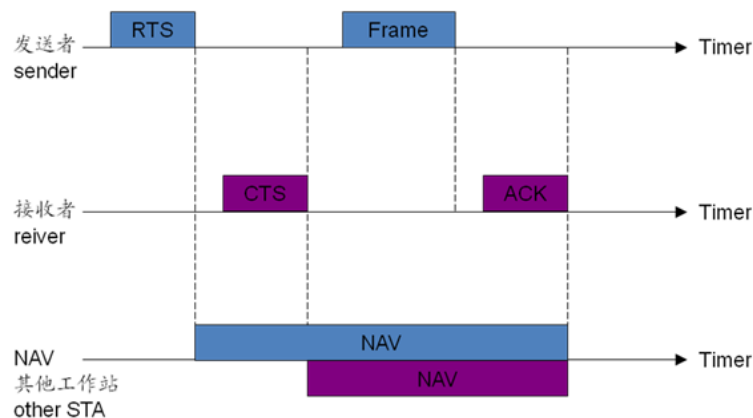 RTS
Frame
发送者
sender
Timer
CTS
ACK
接收者
reiver
Timer
NAV
NAV
Timer
其他工作站
NAV
other STA